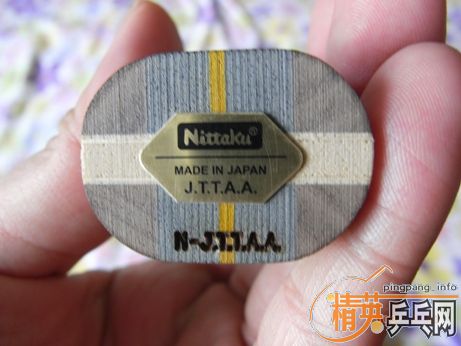 Nittaku®
MADE IN JAPAN
J.T.T.A.A.
N-J.T.T.A.A.
pingpang.info
精英乒乓网